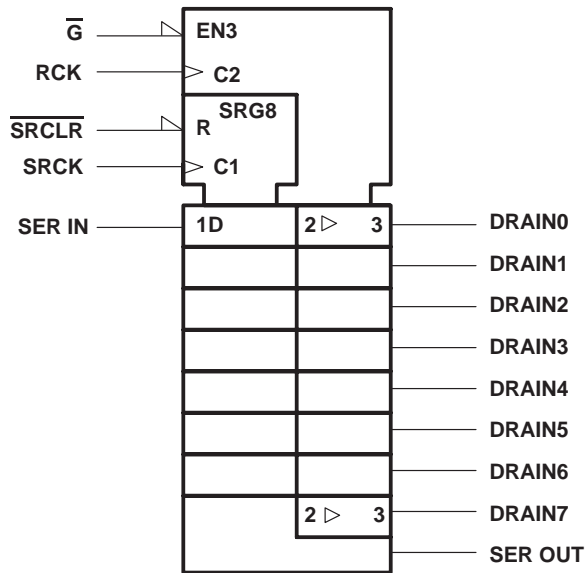 G̅ EN3
RCK C2
SRG8
S̅R̅C̅L̅R̅ R
SRCK C1
SER IN 1D 2 ▷ 3 DRAIN0
DRAIN1
DRAIN2
DRAIN3
DRAIN4
DRAIN5
DRAIN6
2 ▷ 3 DRAIN7
SER OUT